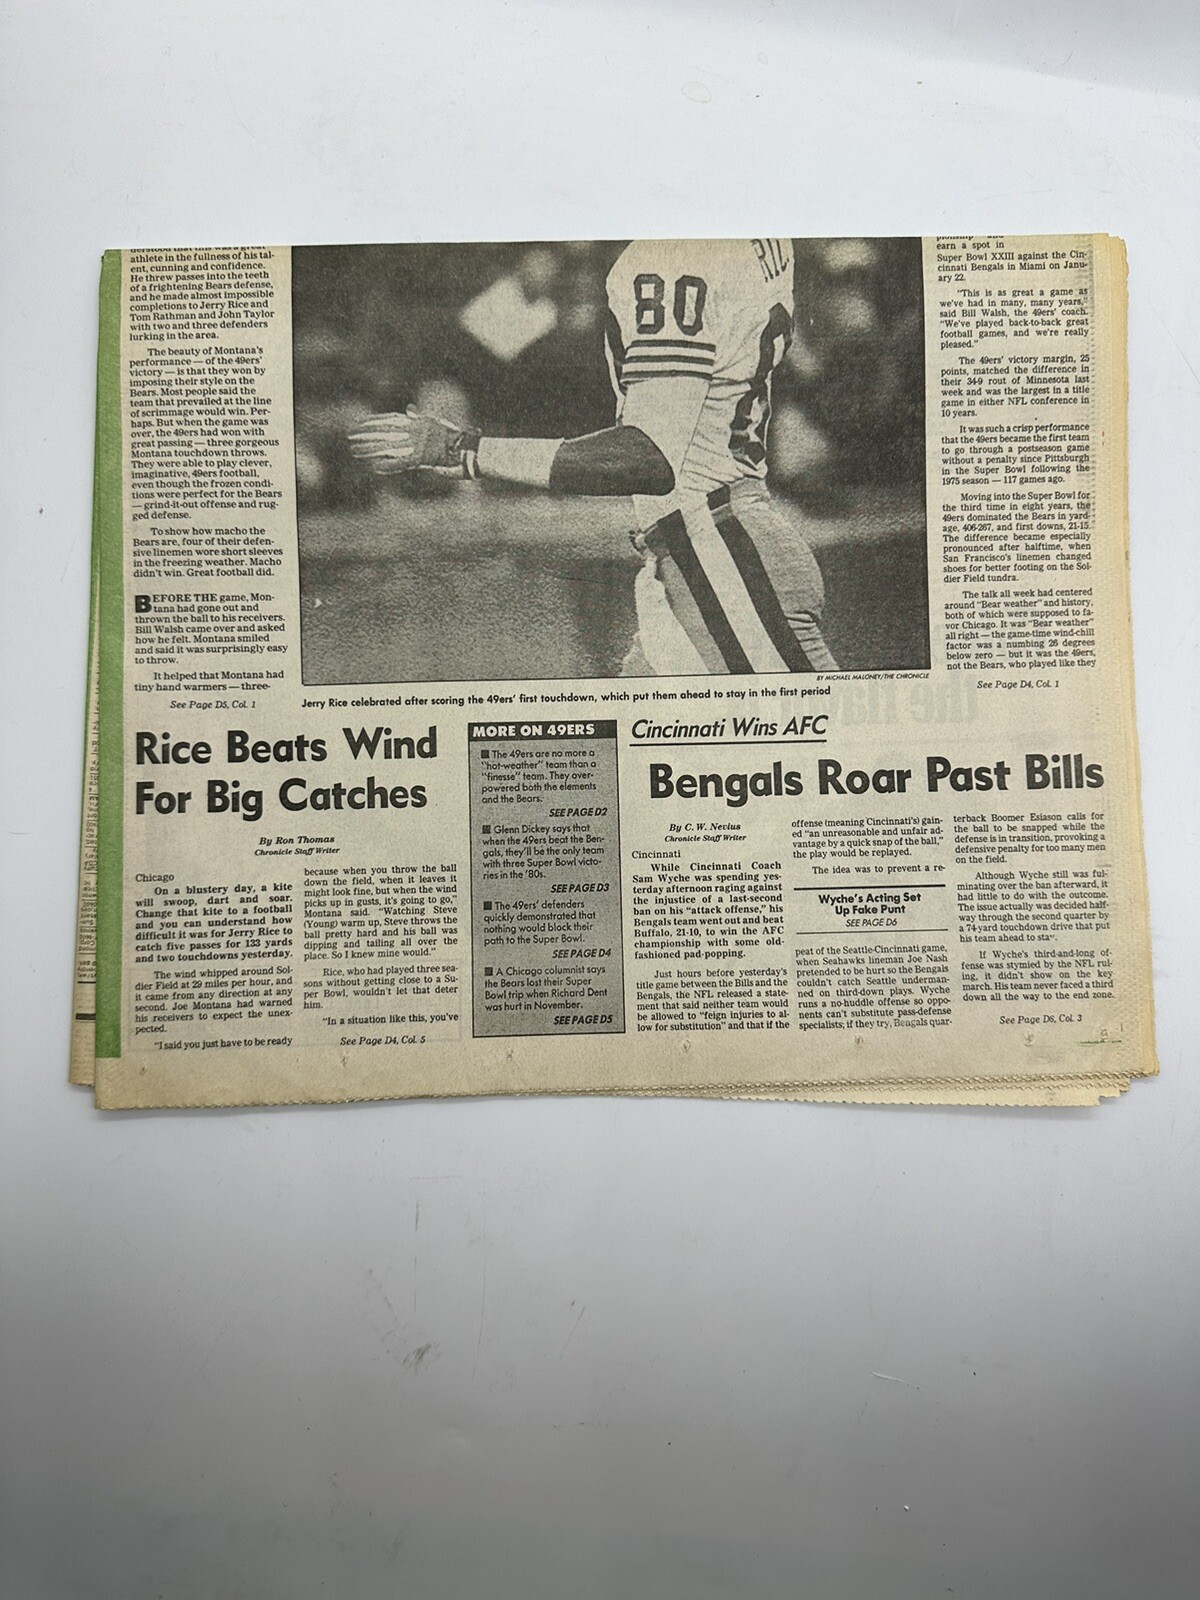 athlete in the fullness of his tal-
ent, cunning and confidence.
He threw passes into the teeth
of a frightening Bears defense,
and he made almost impossible
completions to Jerry Rice and
Tom Rathman and John Taylor
with two and three defenders
lurking in the area.
The beauty of Montana's
performance — of the 49ers'
victory — is that they won by
imposing their style on the
Bears. Most people said the
team that prevailed at the line
of scrimmage would win. Per-
haps. But when the game was
over, the 49ers had won with
great passing — three gorgeous
Montana touchdown throws.
They were able to play clever,
imaginative, 49ers football,
even though the frozen condi-
tions were perfect for the Bears
— grind-it-out offense and rug-
ged defense.
To show how macho the
Bears are, four of their defen-
sive linemen wore short sleeves
in the freezing weather. Macho
didn't win. Great football did.
BEFORE THE game, Mon-
tana had gone out and
thrown the ball to his receivers.
Bill Walsh came over and asked
how he felt. Montana smiled
and said it was surprisingly easy
to throw.
It helped that Montana had
tiny hand warmers — three-
See Page D5, Col. 1
80
BY MICHAEL MALONEY/THE CHRONICLE
Jerry Rice celebrated after scoring the 49ers' first touchdown, which put them ahead to stay in the first period
earn a spot in
Super Bowl XXIII against the Cin-
cinnati Bengals in Miami on Janu-
ary 22.
"This is as great a game as
we've had in many, many years,"
said Bill Walsh, the 49ers' coach.
"We've played back-to-back great
football games, and we're really
pleased."
The 49ers' victory margin, 25
points, matched the difference in
their 34-9 rout of Minnesota last
week and was the largest in a title
game in either NFL conference in
10 years.
It was such a crisp performance
that the 49ers became the first team
to go through a postseason game
without a penalty since Pittsburgh
in the Super Bowl following the
1975 season — 117 games ago.
Moving into the Super Bowl for
the third time in eight years, the
49ers dominated the Bears in yard-
age, 406-267, and first downs, 21-15.
The difference became especially
pronounced after halftime, when
San Francisco's linemen changed
shoes for better footing on the Sol-
dier Field tundra.
The talk all week had centered
around "Bear weather" and history,
both of which were supposed to fa-
vor Chicago. It was "Bear weather"
all right — the game-time wind-chill
factor was a numbing 26 degrees
below zero — but it was the 49ers,
not the Bears, who played like they
See Page D4, Col. 1
Rice Beats Wind
For Big Catches
By Ron Thomas
Chronicle Staff Writer
Chicago
On a blustery day, a kite
will swoop, dart and soar.
Change that kite to a football
and you can understand how
difficult it was for Jerry Rice to
catch five passes for 133 yards
and two touchdowns yesterday.
The wind whipped around Sol-
dier Field at 29 miles per hour, and
it came from any direction at any
second. Joe Montana had warned
his receivers to expect the unex-
pected.
"I said you just have to be ready
because when you throw the ball
down the field, when it leaves it
might look fine, but when the wind
picks up in gusts, it's going to go,"
Montana said. "Watching Steve
(Young) warm up, Steve throws the
ball pretty hard and his ball was
dipping and tailing all over the
place. So I knew mine would."
Rice, who had played three sea-
sons without getting close to a Su-
per Bowl, wouldn't let that deter
him.
"In a situation like this, you've
See Page D4, Col. 5
MORE ON 49ERS
■ The 49ers are no more a
"hot-weather" team than a
"finesse" team. They over-
powered both the elements
and the Bears.
SEE PAGE D2
■ Glenn Dickey says that
when the 49ers beat the Ben-
gals, they'll be the only team
with three Super Bowl victo-
ries in the '80s.
SEE PAGE D3
■ The 49ers' defenders
quickly demonstrated that
nothing would block their
path to the Super Bowl.
SEE PAGE D4
■ A Chicago columnist says
the Bears lost their Super
Bowl trip when Richard Dent
was hurt in November.
SEE PAGE D5
Cincinnati Wins AFC
Bengals Roar Past Bills
By C. W. Nevius
Chronicle Staff Writer
Cincinnati
While Cincinnati Coach
Sam Wyche was spending yes-
terday afternoon raging against
the injustice of a last-second
ban on his "attack offense," his
Bengals team went out and beat
Buffalo, 21-10, to win the AFC
championship with some old-
fashioned pad-popping.
Just hours before yesterday's
title game between the Bills and the
Bengals, the NFL released a state-
ment that said neither team would
be allowed to "feign injuries to al-
low for substitution" and that if the
offense (meaning Cincinnati's) gain-
ed "an unreasonable and unfair ad-
vantage by a quick snap of the ball,"
the play would be replayed.
The idea was to prevent a re-
Wyche's Acting Set
Up Fake Punt
SEE PAGE D6
peat of the Seattle-Cincinnati game,
when Seahawks lineman Joe Nash
pretended to be hurt so the Bengals
couldn't catch Seattle underman-
ned on third-down plays. Wyche
runs a no-huddle offense so oppo-
nents can't substitute pass-defense
specialists; if they try, Bengals quar-
terback Boomer Esiason calls for
the ball to be snapped while the
defense is in transition, provoking a
defensive penalty for too many men
on the field.
Although Wyche still was ful-
minating over the ban afterward, it
had little to do with the outcome.
The issue actually was decided half-
way through the second quarter by
a 74-yard touchdown drive that put
his team ahead to stay.
If Wyche's third-and-long of-
fense was stymied by the NFL rul-
ing, it didn't show on the key
march. His team never faced a third
down all the way to the end zone.
See Page D6, Col. 3